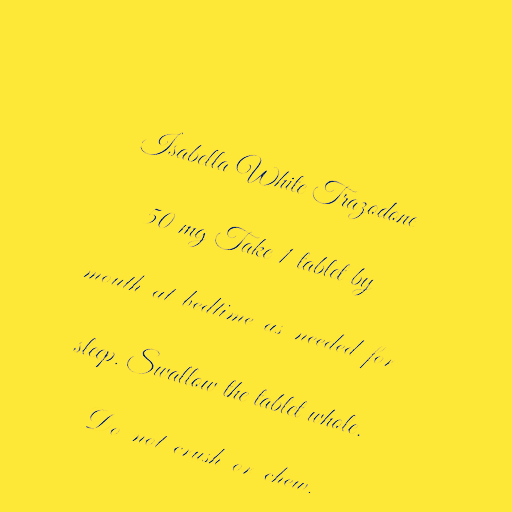 Isabella White Trazodone
50 mg Take 1 tablet by
mouth at bedtime as needed for
sleep. Swallow the tablet whole.
Do not crush or chew.